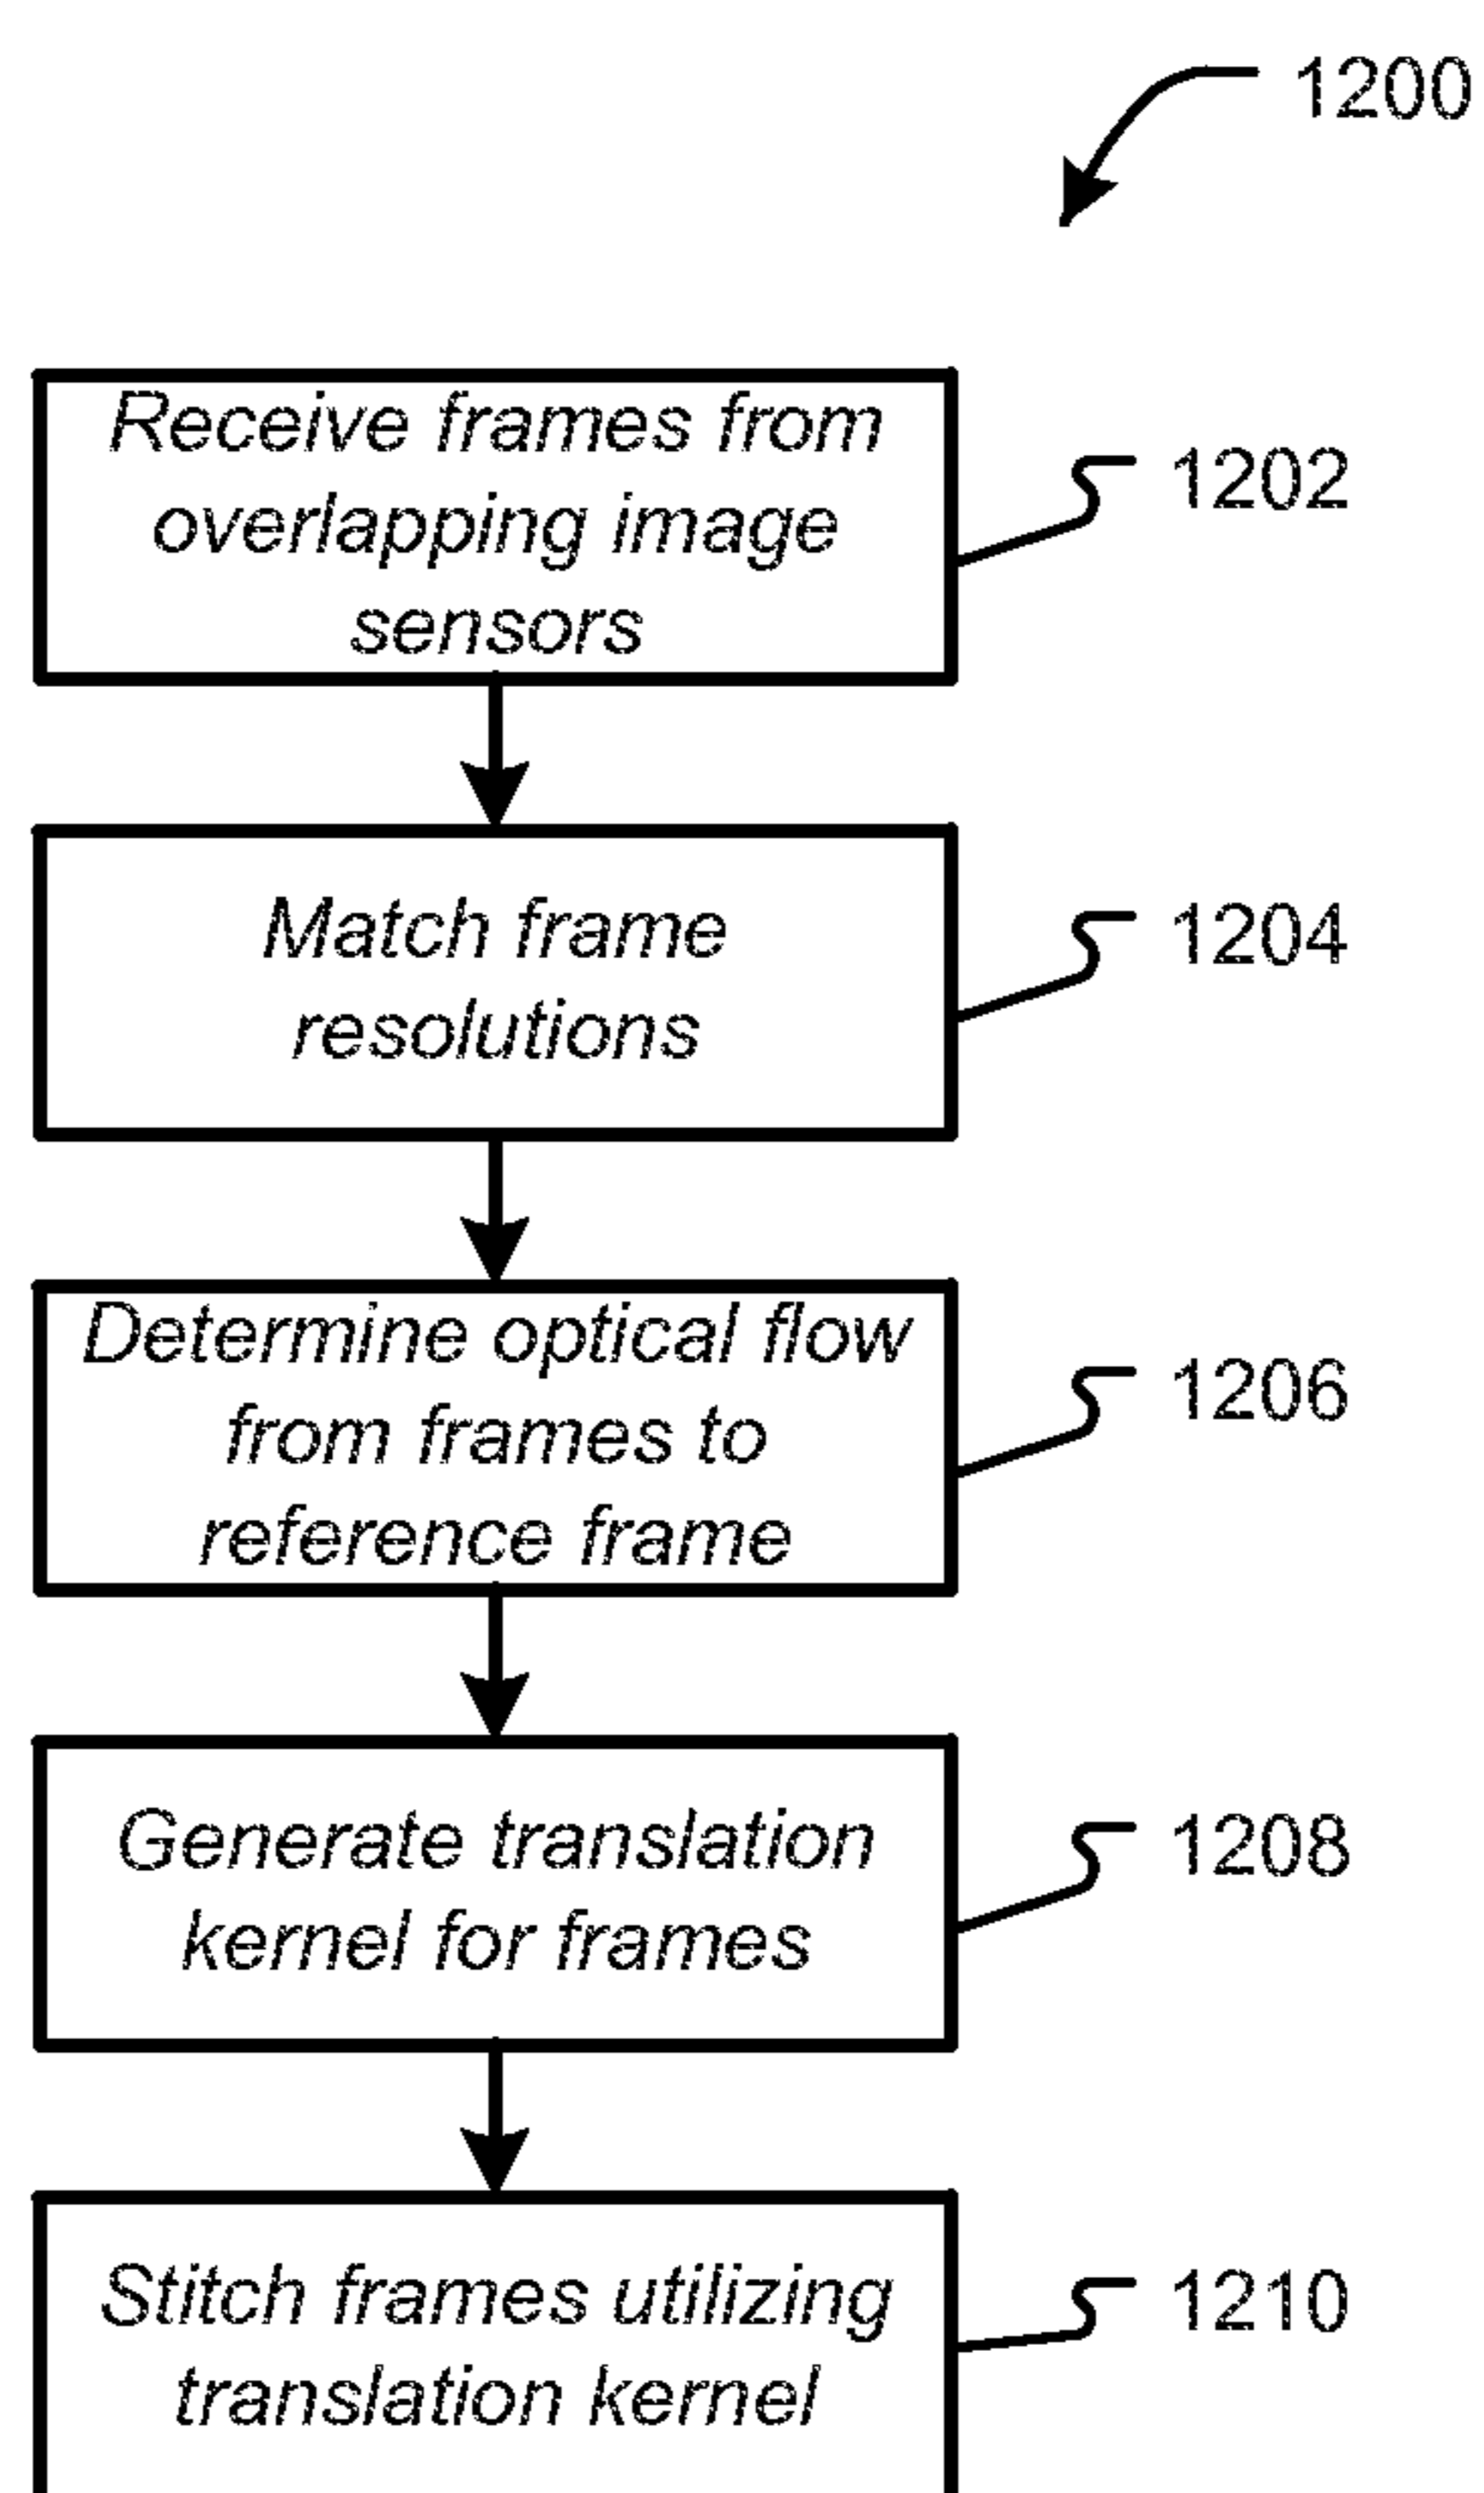 1200
Receive frames from
overlapping image
sensors
1202
Match frame
resolutions
1204
Determine optical flow
from frames to
reference frame
1206
Generate translation
kernel for frames
1208
Stitch frames utilizing
translation kernel
1210